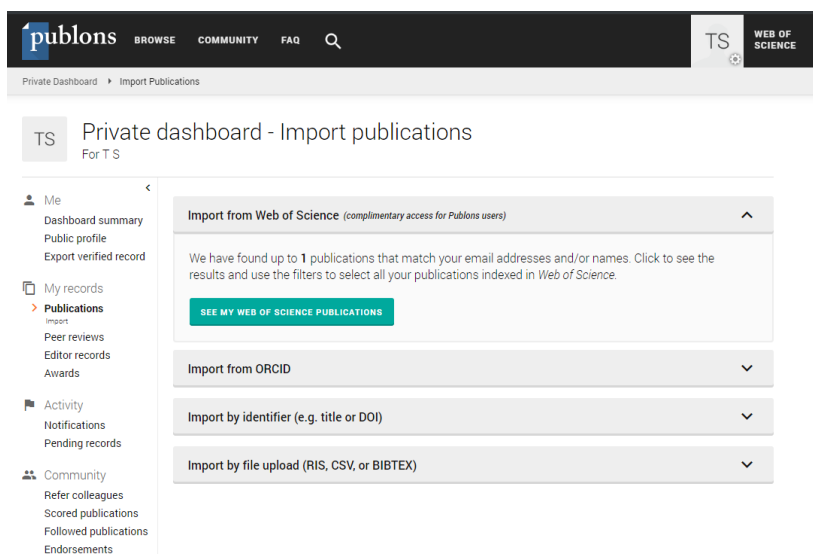 publons BROWSE COMMUNITY FAQ TS WEB OF SCIENCE
Private Dashboard Import Publications
TS Private dashboard - Import publications
For T S
Me
Dashboard summary
Public profile
Export verified record
My records
Publications
Import
Peer reviews
Editor records
Awards
Activity
Notifications
Pending records
Community
Refer colleagues
Scored publications
Followed publications
Endorsements
Import from Web of Science (complimentary access for Publons users)
We have found up to 1 publications that match your email addresses and/or names. Click to see the
results and use the filters to select all your publications indexed in Web of Science.
SEE MY WEB OF SCIENCE PUBLICATIONS
Import from ORCID
Import by identifier (e.g. title or DOI)
Import by file upload (RIS, CSV, or BIBTEX)